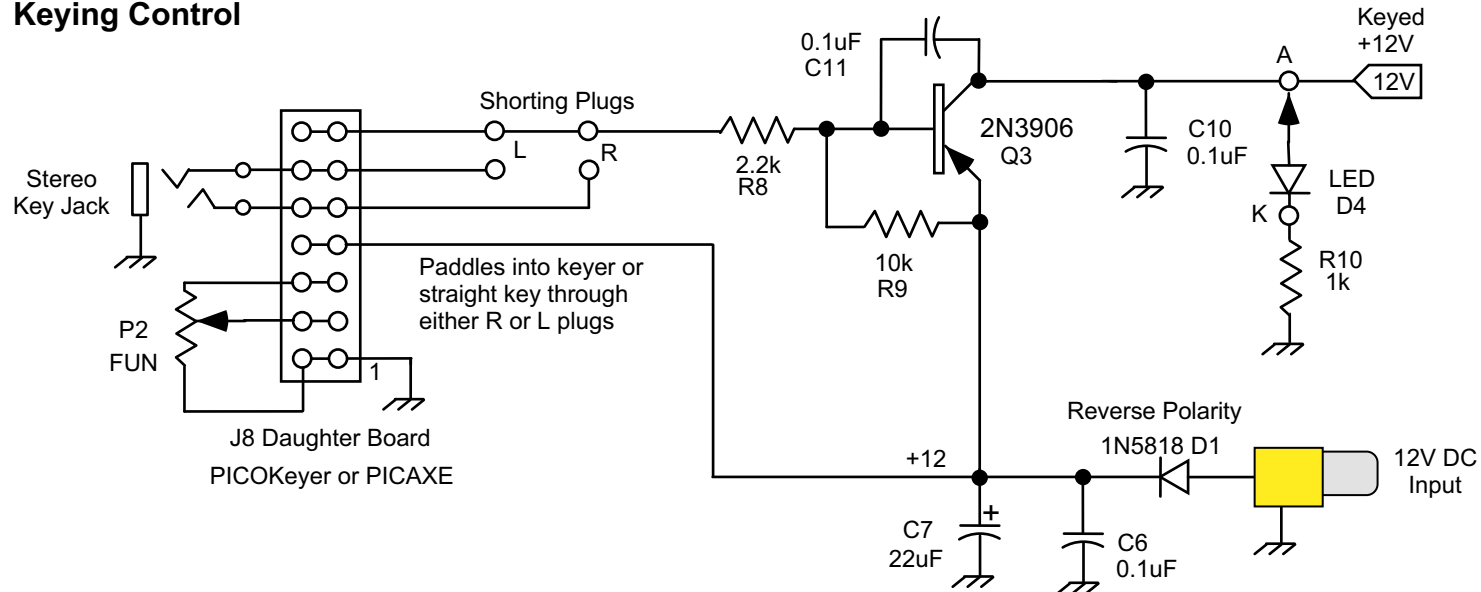 Keying Control
Keyed
+12V
0.1uF
C11
A
12V
Shorting Plugs
L
R
2.2k
R8
2N3906
Q3
C10
0.1uF
Stereo
Key Jack
LED
D4
K
10k
R9
R10
1k
Paddles into keyer or
straight key through
either R or L plugs
P2
FUN
1
J8 Daughter Board
PICOKeyer or PICAXE
Reverse Polarity
1N5818 D1
+12
12V DC
Input
+
C7
22uF
C6
0.1uF